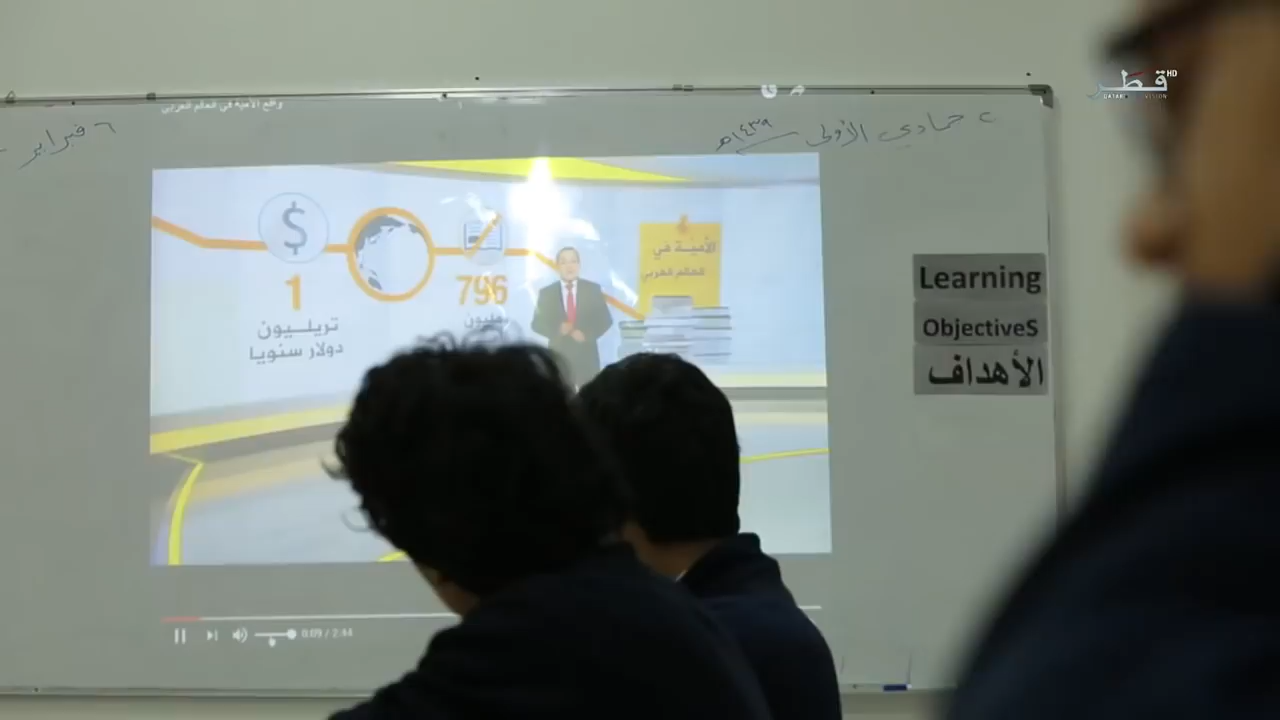 قطر HD
واقع الأمية في العالم العربي
٦ فبراير
جمادى الأولى ١٤٣٩هـ
$
1
تريليون
دولار سنويا
796
مليون
الأمية في
العالم العربي
Learning
ObjectiveS
الأهداف
0:09 / 2:44